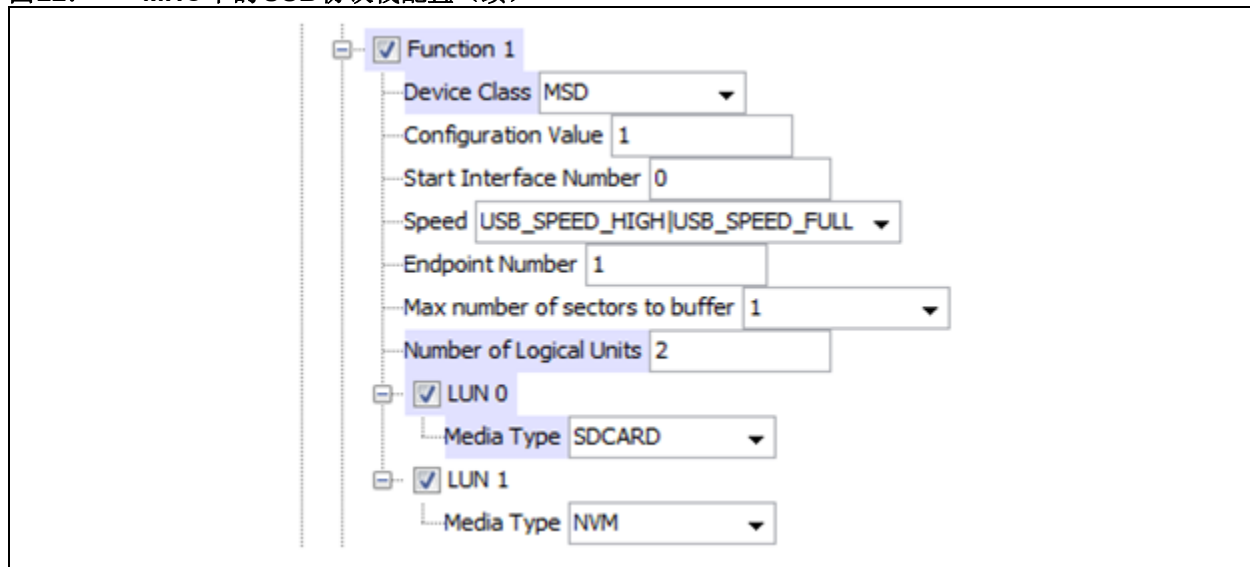 Function 1
Device Class MSD
Configuration Value 1
Start Interface Number 0
Speed USB_SPEED_HIGH|USB_SPEED_FULL
Endpoint Number 1
Max number of sectors to buffer 1
Number of Logical Units 2
LUN 0
Media Type SDCARD
LUN 1
Media Type NVM